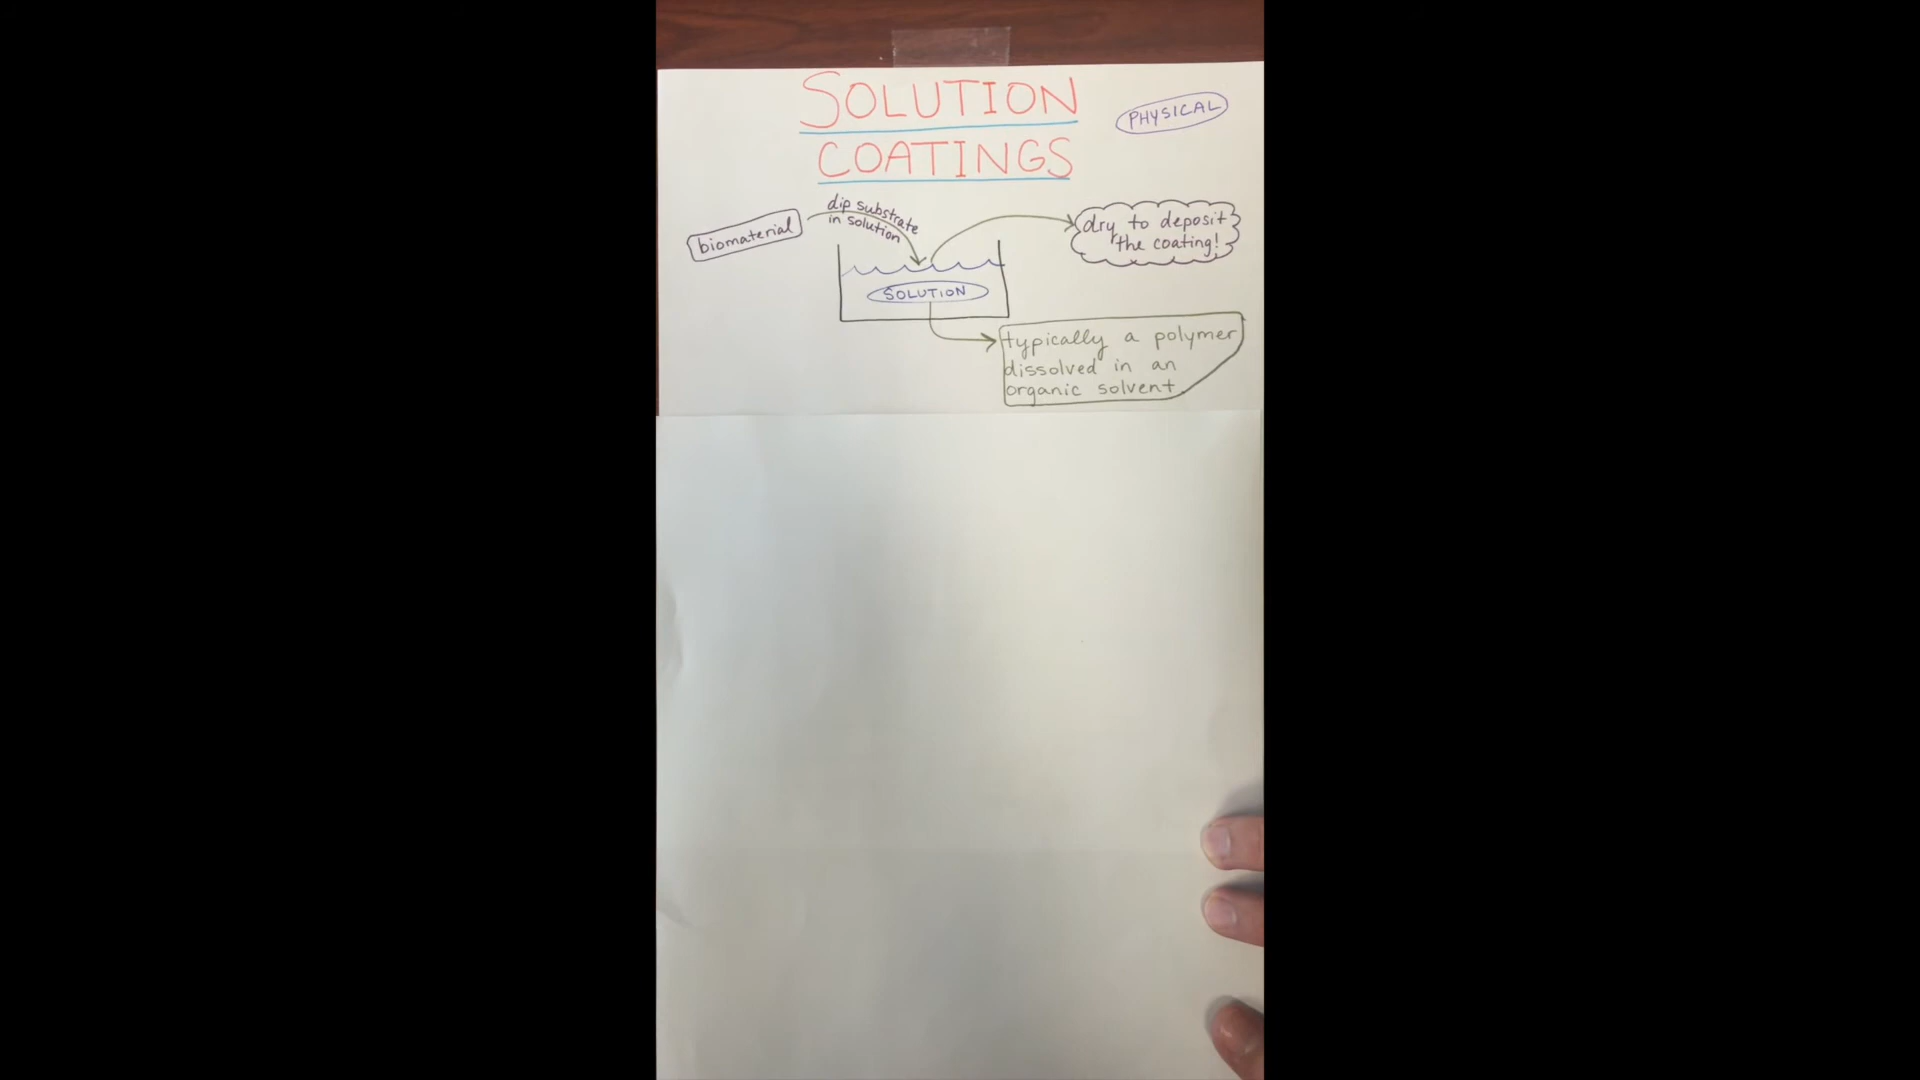 SOLUTION
COATINGS
PHYSICAL
biomaterial
dip substrate
in solution
dry to deposit
the coating!
SOLUTION
typically a polymer
dissolved in an
organic solvent